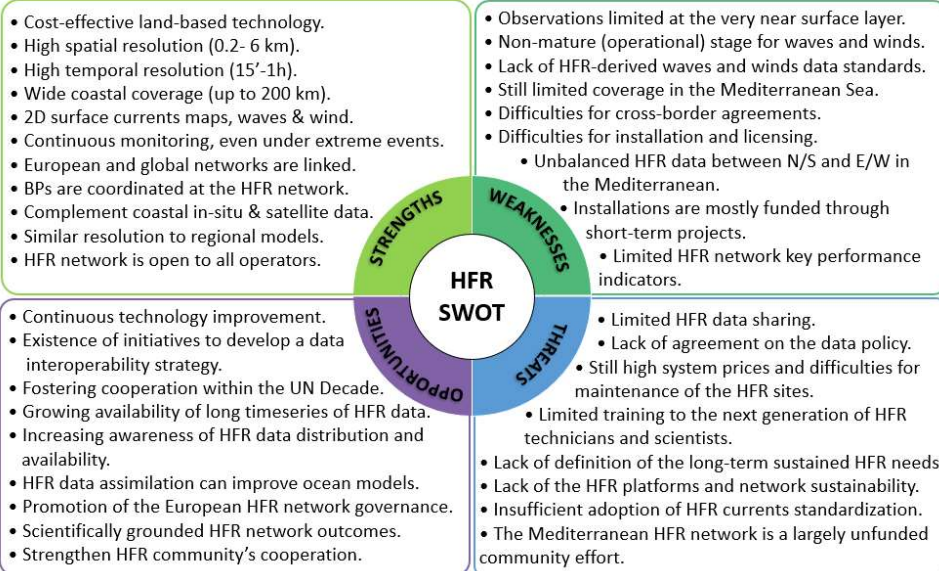 • Cost-effective land-based technology.
• High spatial resolution (0.2- 6 km).
• High temporal resolution (15’-1h).
• Wide coastal coverage (up to 200 km).
• 2D surface currents maps, waves & wind.
• Continuous monitoring, even under extreme events.
• European and global networks are linked.
• BPs are coordinated at the HFR network.
• Complement coastal in-situ & satellite data.
• Similar resolution to regional models.
• HFR network is open to all operators.
• Observations limited at the very near surface layer.
• Non-mature (operational) stage for waves and winds.
• Lack of HFR-derived waves and winds data standards.
• Still limited coverage in the Mediterranean Sea.
• Difficulties for cross-border agreements.
• Difficulties for installation and licensing.
• Unbalanced HFR data between N/S and E/W in
the Mediterranean.
• Installations are mostly funded through
short-term projects.
• Limited HFR network key performance
indicators.
STRENGTHS
WEAKNESSES
HFR
SWOT
OPPORTUNITIES
THREATS
• Continuous technology improvement.
• Existence of initiatives to develop a data
interoperability strategy.
• Fostering cooperation within the UN Decade.
• Growing availability of long timeseries of HFR data.
• Increasing awareness of HFR data distribution and
availability.
• HFR data assimilation can improve ocean models.
• Promotion of the European HFR network governance.
• Scientifically grounded HFR network outcomes.
• Strengthen HFR community’s cooperation.
• Limited HFR data sharing.
• Lack of agreement on the data policy.
• Still high system prices and difficulties for
maintenance of the HFR sites.
• Limited training to the next generation of HFR
technicians and scientists.
• Lack of definition of the long-term sustained HFR needs
• Lack of the HFR platforms and network sustainability.
• Insufficient adoption of HFR currents standardization.
• The Mediterranean HFR network is a largely unfunded
community effort.